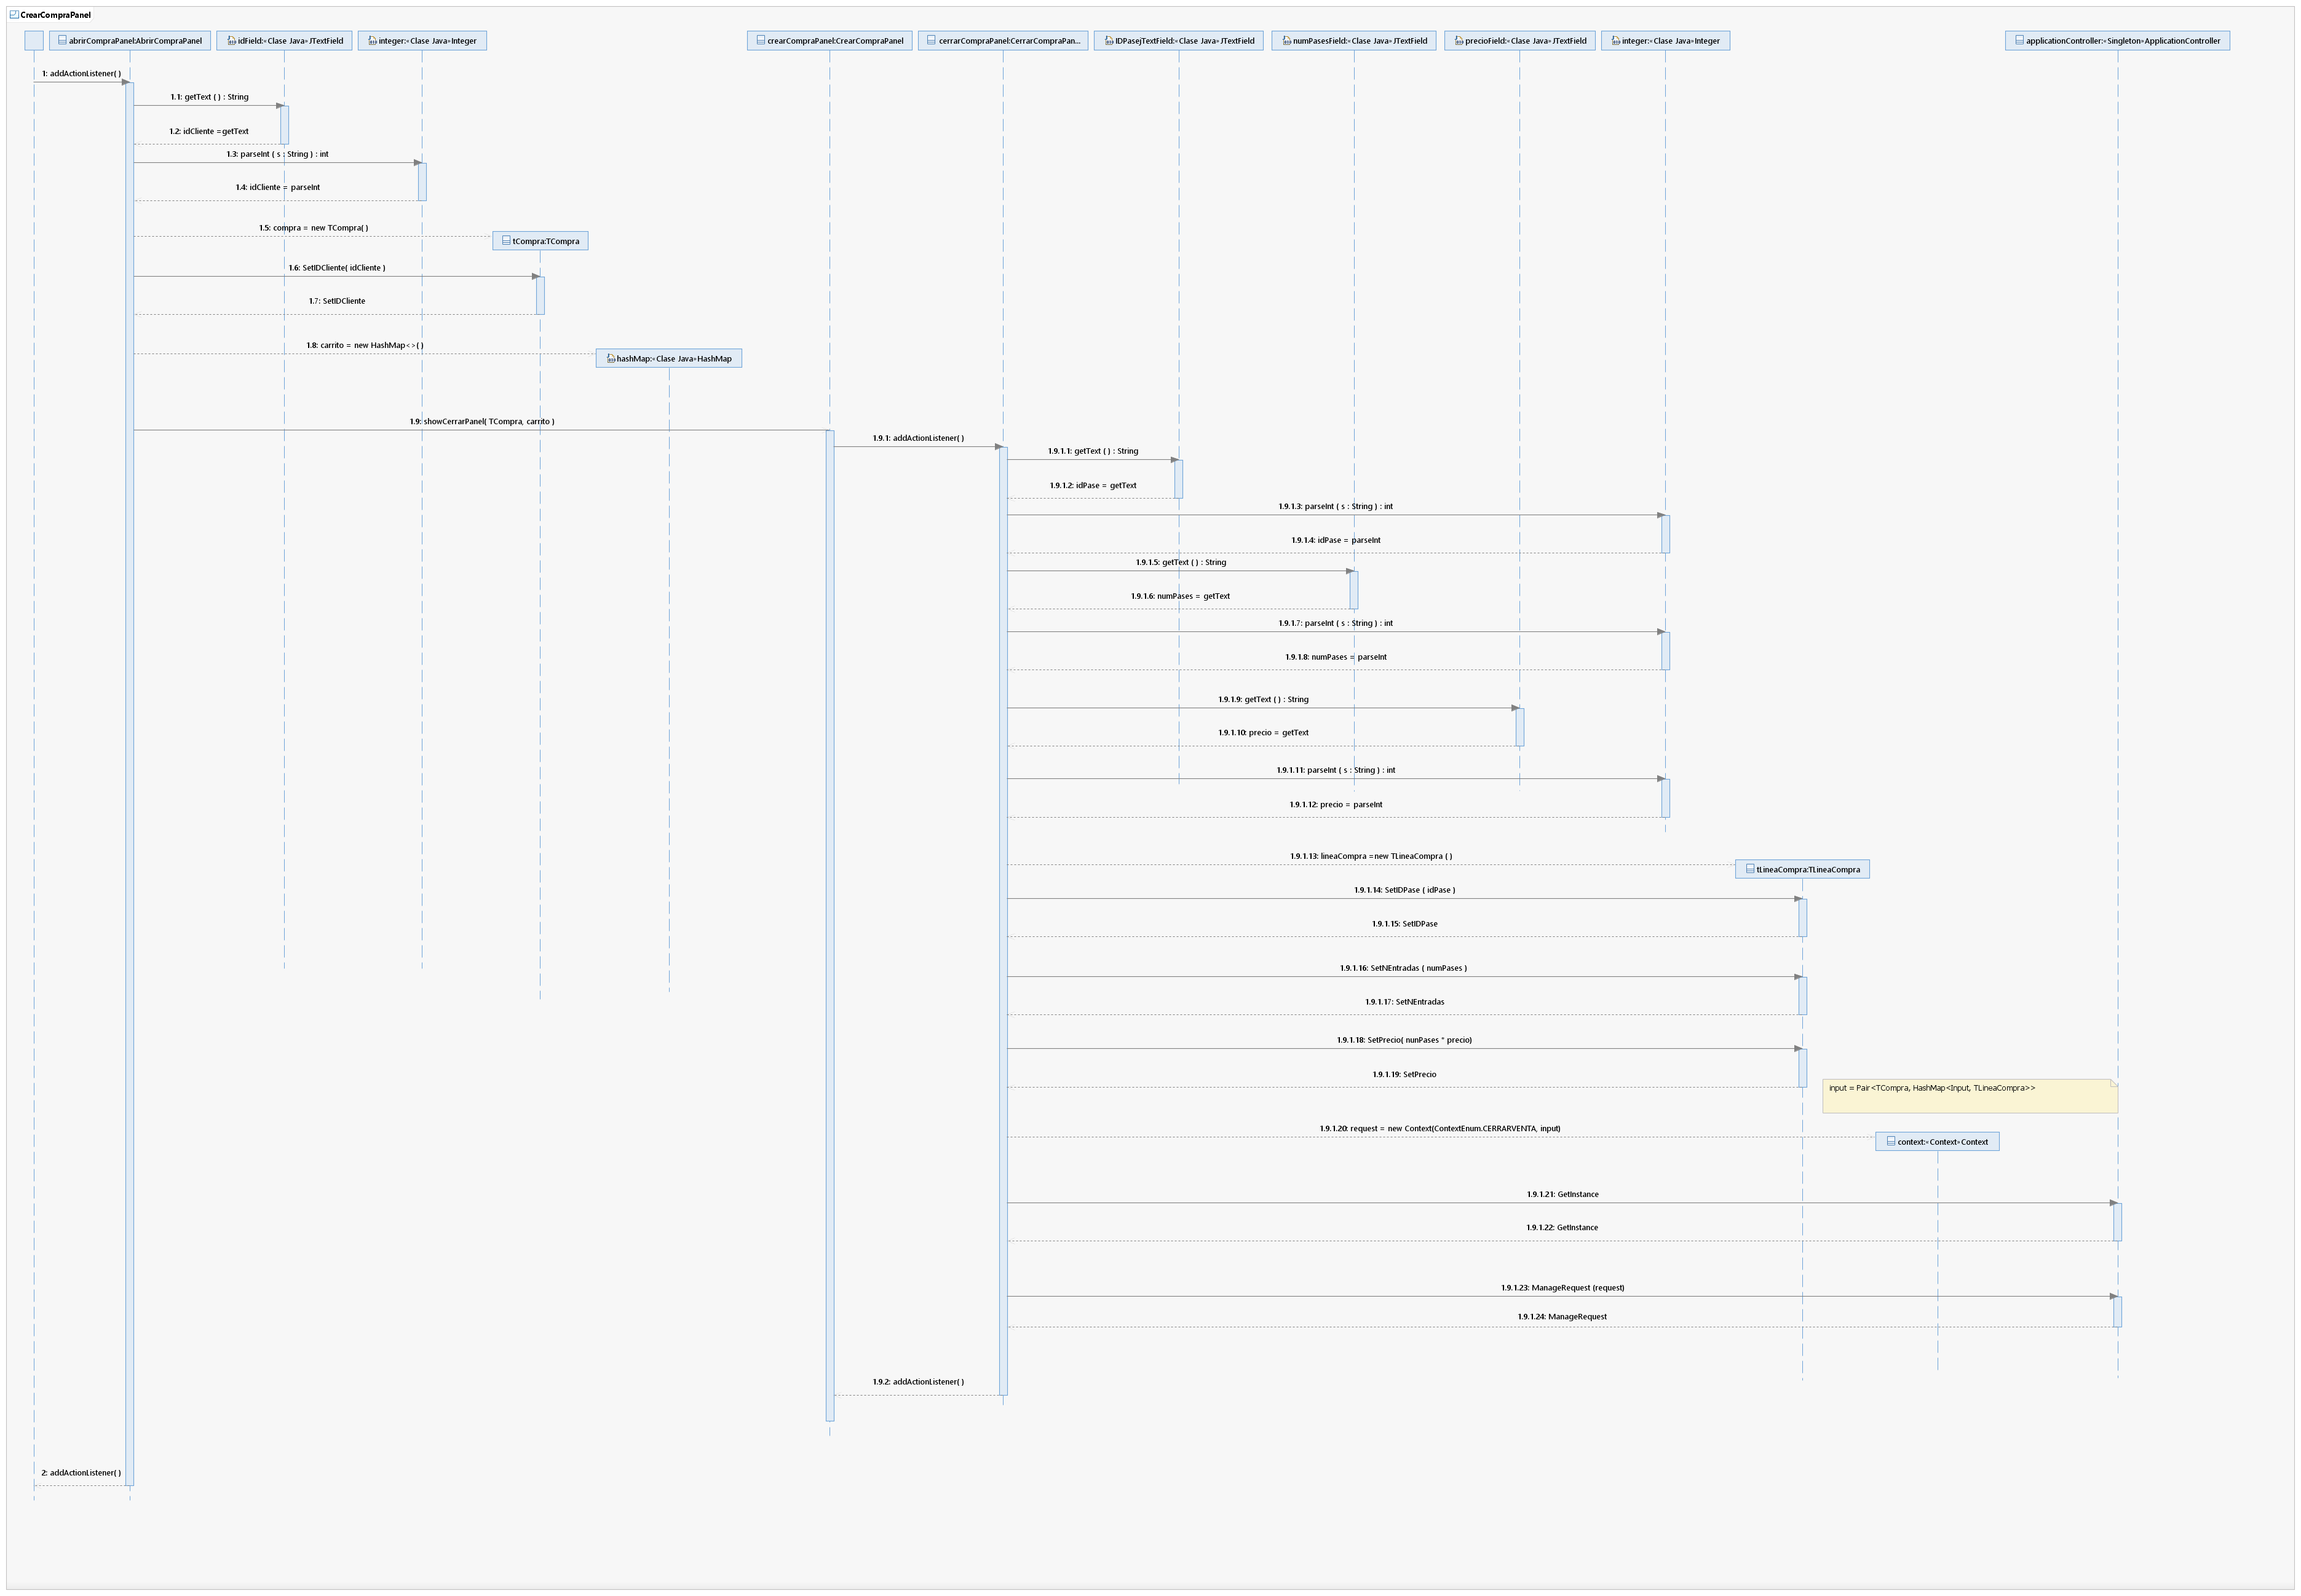 CrearCompraPanel
abrirCompraPanel:AbrirCompraPanel
idField:«Clase Java»JTextField
integer:«Clase Java»Integer
crearCompraPanel:CrearCompraPanel
cerrarCompraPanel:CerrarCompraPan...
IDPasejTextField:«Clase Java»JTextField
numPasesField:«Clase Java»JTextField
precioField:«Clase Java»JTextField
integer:«Clase Java»Integer
applicationController:«Singleton»ApplicationController
1: addActionListener( )
1.1: getText ( ) : String
1.2: idCliente =getText
1.3: parseInt ( s : String ) : int
1.4: idCliente = parseInt
1.5: compra = new TCompra( )
tCompra:TCompra
1.6: SetIDCliente( idCliente )
1.7: SetIDCliente
1.8: carrito = new HashMap<>( )
hashMap:«Clase Java»HashMap
1.9: showCerrarPanel( TCompra, carrito )
1.9.1: addActionListener( )
1.9.1.1: getText ( ) : String
1.9.1.2: idPase = getText
1.9.1.3: parseInt ( s : String ) : int
1.9.1.4: idPase = parseInt
1.9.1.5: getText ( ) : String
1.9.1.6: numPases = getText
1.9.1.7: parseInt ( s : String ) : int
1.9.1.8: numPases = parseInt
1.9.1.9: getText ( ) : String
1.9.1.10: precio = getText
1.9.1.11: parseInt ( s : String ) : int
1.9.1.12: precio = parseInt
1.9.1.13: lineaCompra =new TLineaCompra ( )
tLineaCompra:TLineaCompra
1.9.1.14: SetIDPase ( idPase )
1.9.1.15: SetIDPase
1.9.1.16: SetNEntradas ( numPases )
1.9.1.17: SetNEntradas
1.9.1.18: SetPrecio( nunPases * precio)
1.9.1.19: SetPrecio
input = Pair<TCompra, HashMap<Input, TLineaCompra>>
1.9.1.20: request = new Context(ContextEnum.CERRARVENTA, input)
context:«Context»Context
1.9.1.21: GetInstance
1.9.1.22: GetInstance
1.9.1.23: ManageRequest (request)
1.9.1.24: ManageRequest
1.9.2: addActionListener( )
2: addActionListener( )